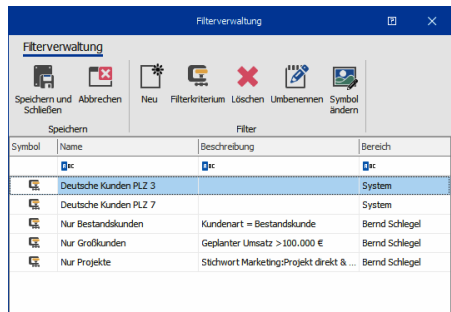 Filterverwaltung
Filterverwaltung
Speichern und Schließen Abbrechen Neu Filterkriterium Löschen Umbenennen Symbol ändern
Speichern Filter
Symbol Name Beschreibung Bereich
Deutsche Kunden PLZ 3 System
Deutsche Kunden PLZ 7 System
Nur Bestandskunden Kundenart = Bestandskunde Bernd Schlegel
Nur Großkunden Geplanter Umsatz >100.000 € Bernd Schlegel
Nur Projekte Stichwort Marketing:Projekt direkt & ... Bernd Schlegel